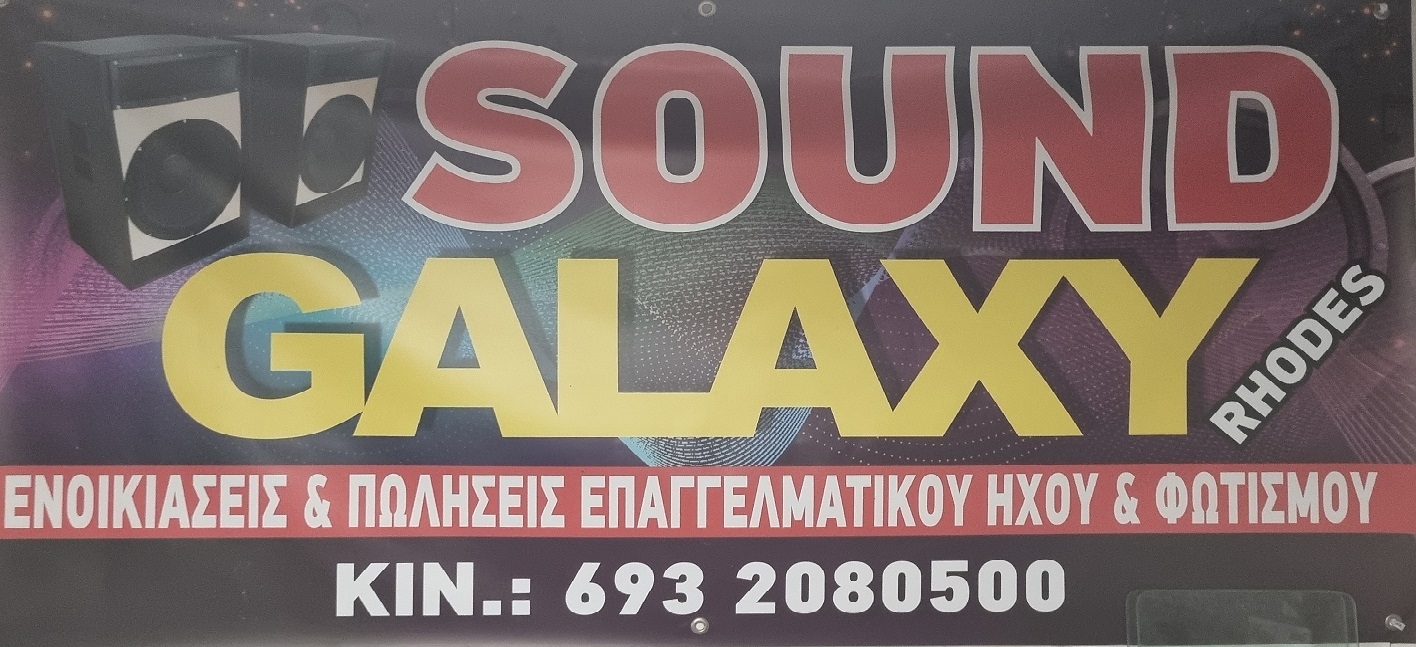 SOUND
GALAXY
RHODES
ΕΝΟΙΚΙΑΣΕΙΣ & ΠΩΛΗΣΕΙΣ ΕΠΑΓΓΕΛΜΑΤΙΚΟΥ ΗΧΟΥ & ΦΩΤΙΣΜΟΥ
ΚΙΝ.: 693 2080500